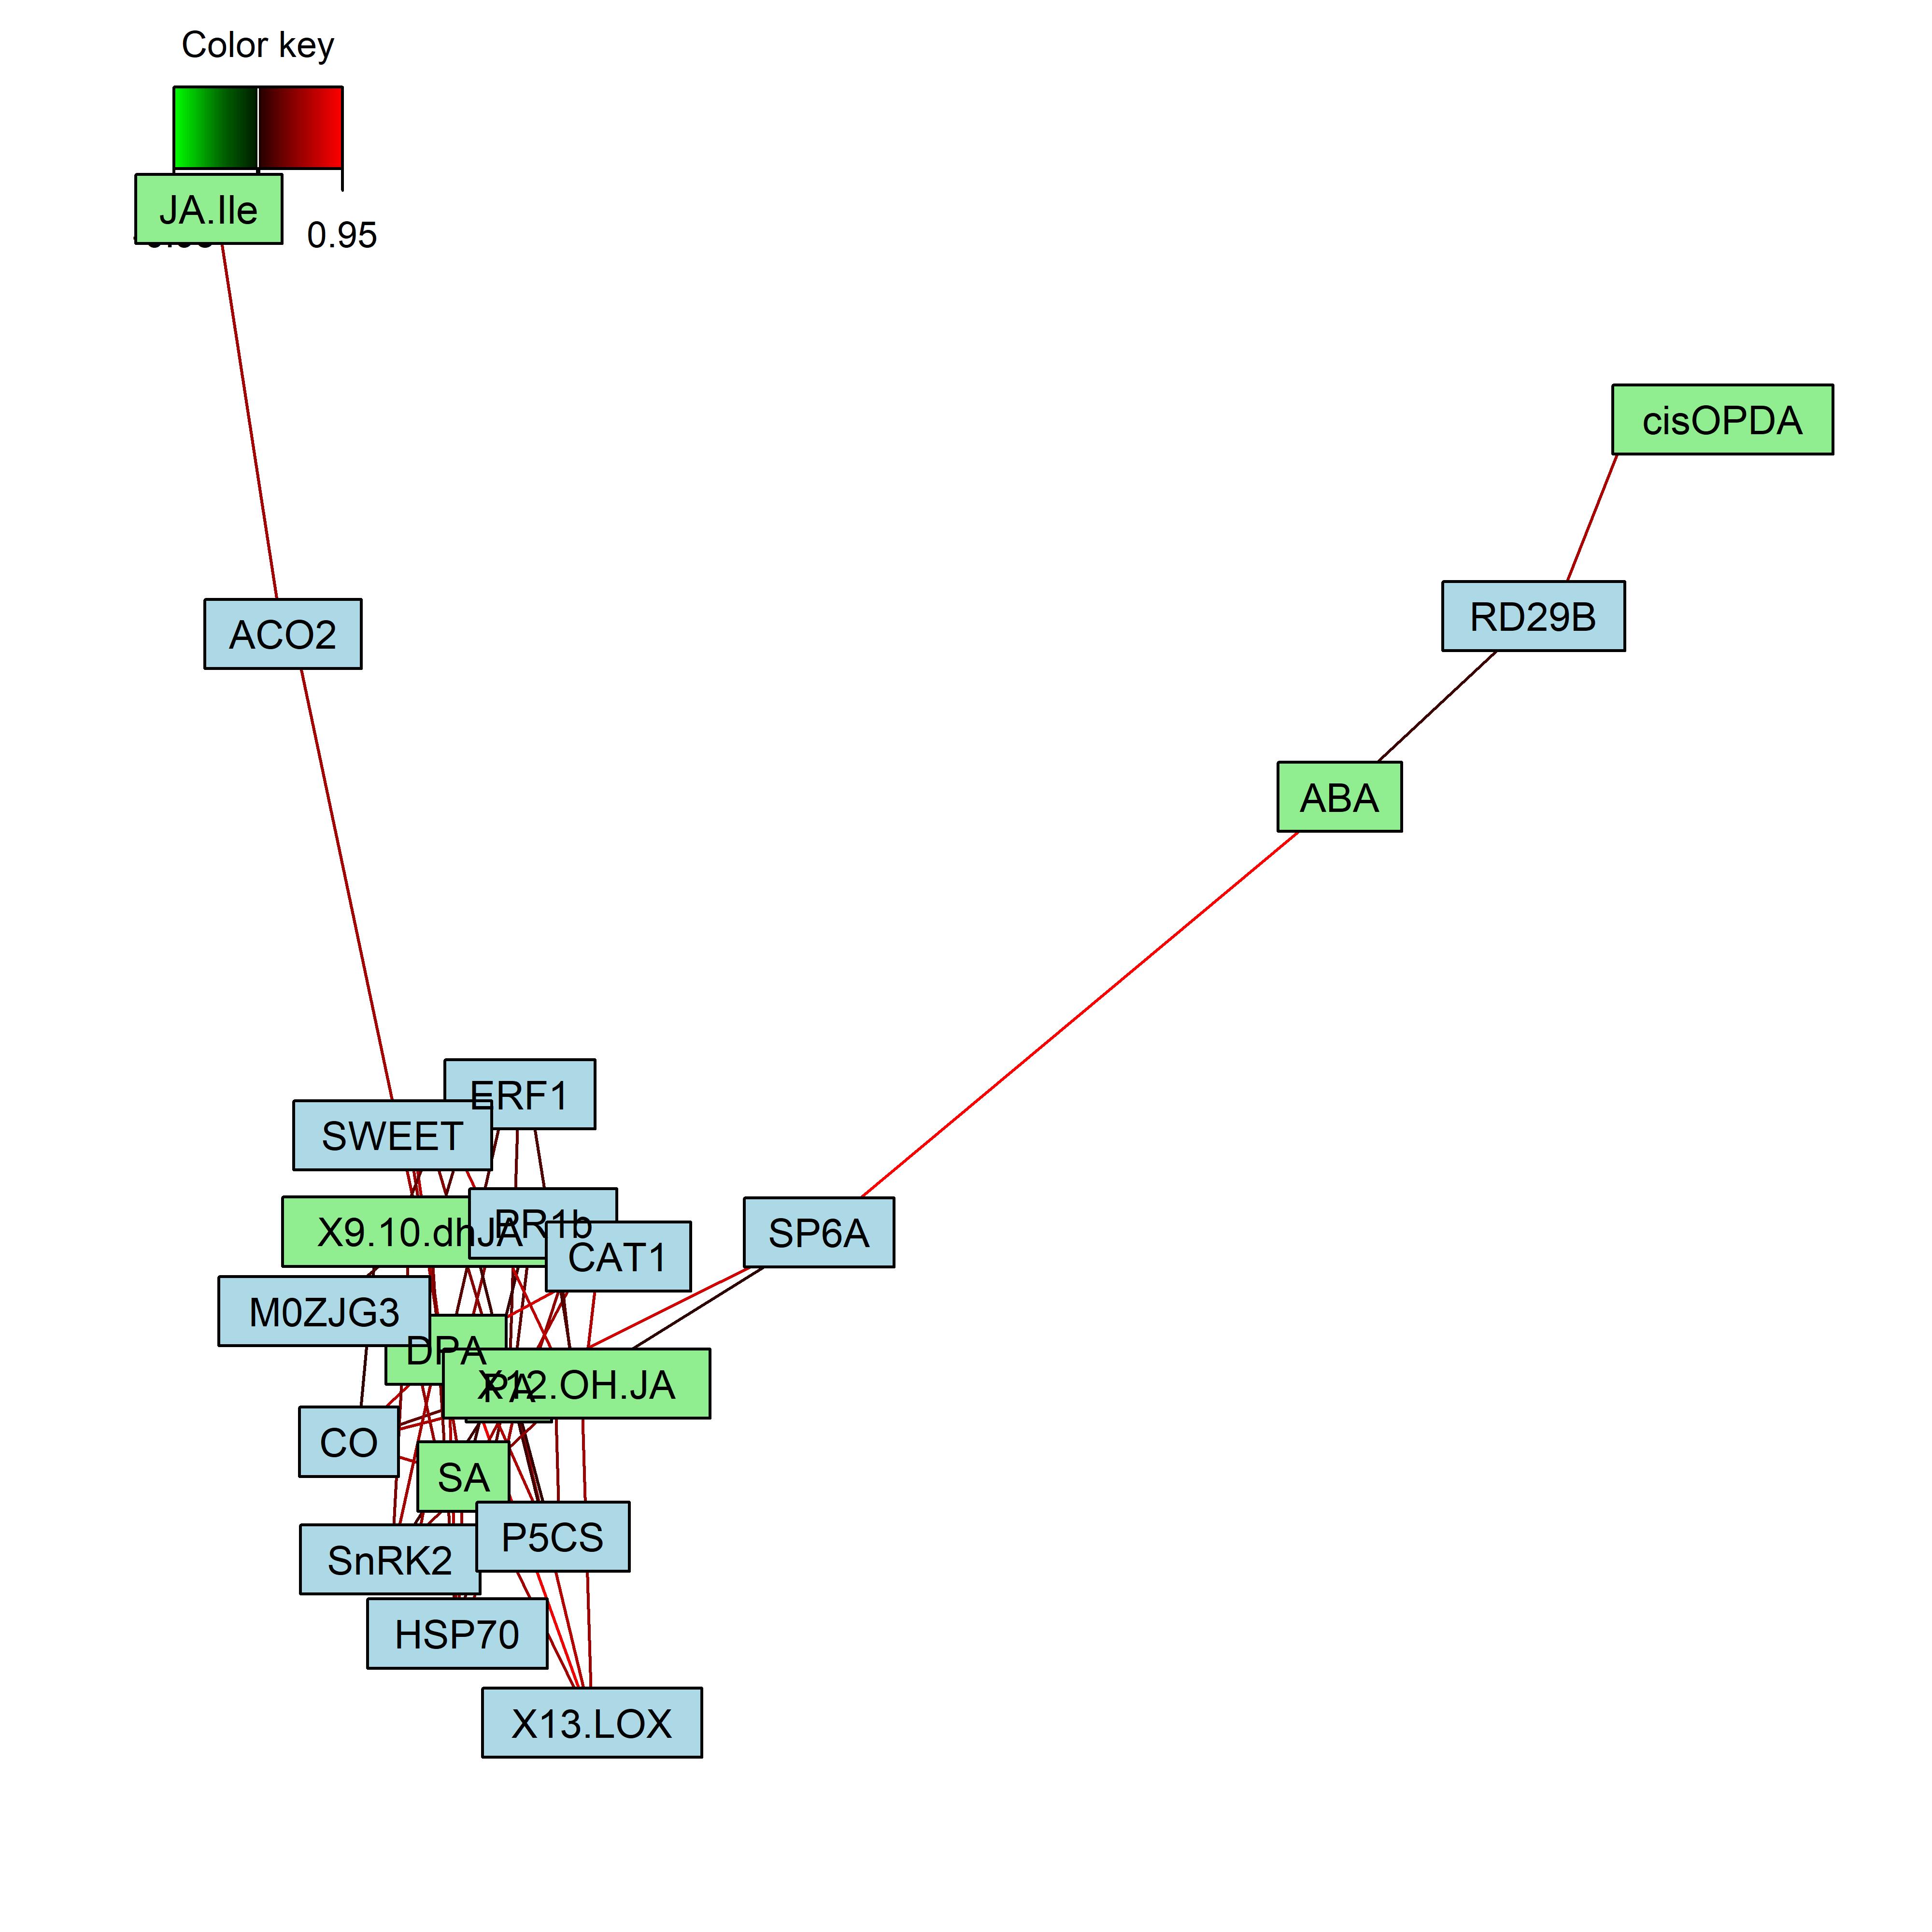 Color key
JA.Ile
0.95
cisOPDA
RD29B
ACO2
ABA
ERF1
SWEET
PR1b
X9.10.dhJA
SP6A
CAT1
M0ZJG3
DPA
X12.OH.JA
PA
CO
SA
P5CS
SnRK2
HSP70
X13.LOX